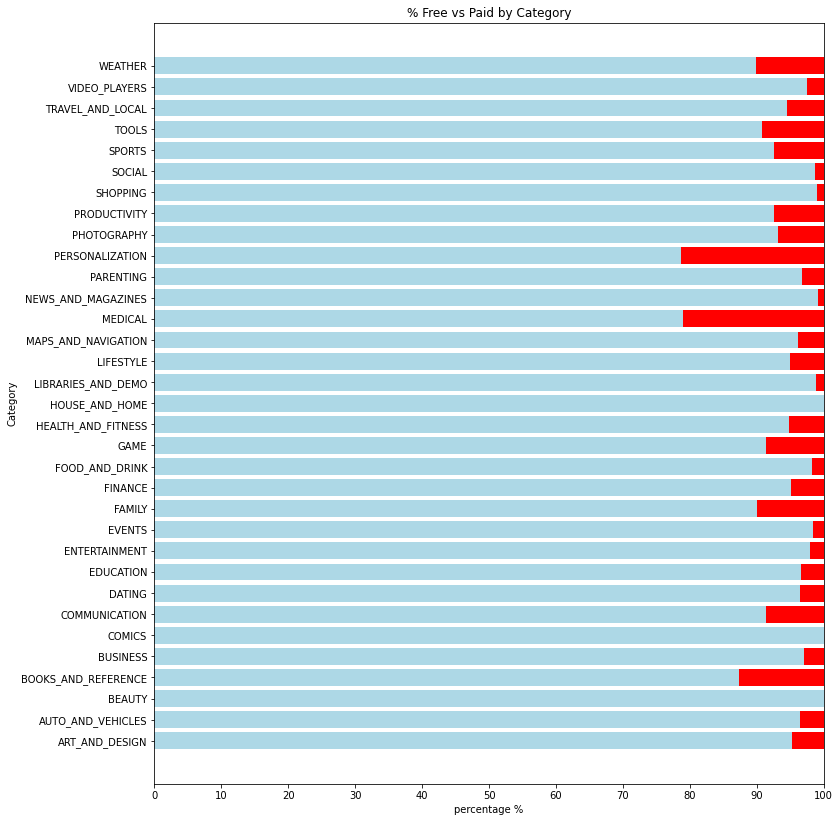 % Free vs Paid by Category
WEATHER
VIDEO_PLAYERS
TRAVEL_AND_LOCAL
TOOLS
SPORTS
SOCIAL
SHOPPING
PRODUCTIVITY
PHOTOGRAPHY
PERSONALIZATION
PARENTING
NEWS_AND_MAGAZINES
MEDICAL
MAPS_AND_NAVIGATION
LIFESTYLE
LIBRARIES_AND_DEMO
HOUSE_AND_HOME
HEALTH_AND_FITNESS
GAME
FOOD_AND_DRINK
FINANCE
FAMILY
EVENTS
ENTERTAINMENT
EDUCATION
DATING
COMMUNICATION
COMICS
BUSINESS
BOOKS_AND_REFERENCE
BEAUTY
AUTO_AND_VEHICLES
ART_AND_DESIGN
Category
0 10 20 30 40 50 60 70 80 90 100
percentage %